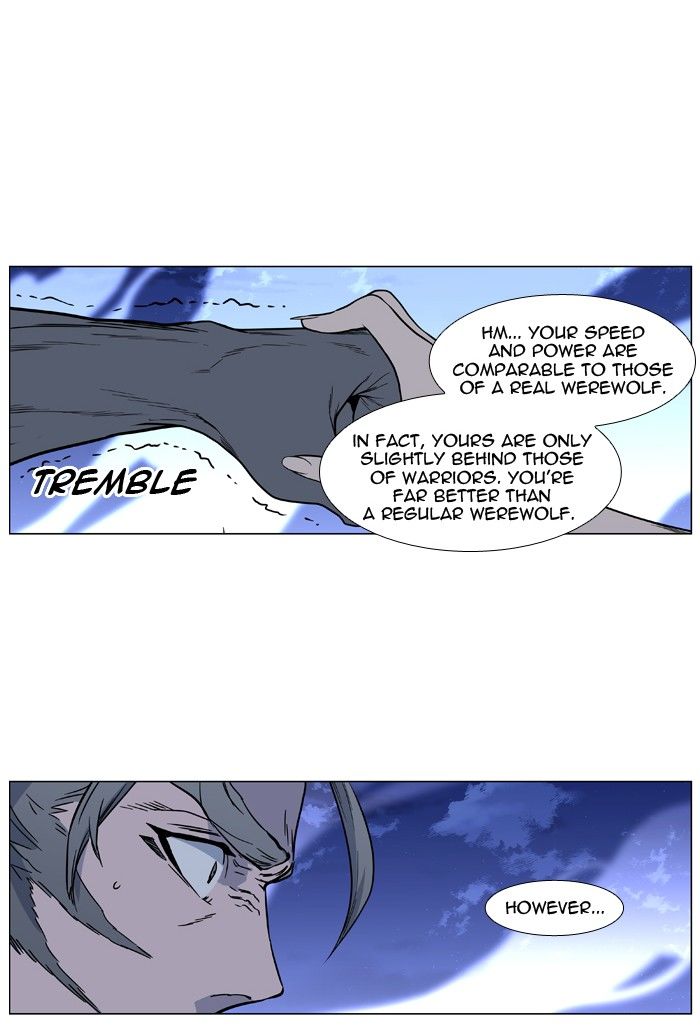 HM... YOUR SPEED
AND POWER ARE
COMPARABLE TO THOSE
OF A REAL WEREWOLF.
IN FACT, YOURS ARE ONLY
SLIGHTLY BEHIND THOSE
OF WARRIORS. YOU'RE
FAR BETTER THAN
A REGULAR WEREWOLF.
TREMBLE
HOWEVER...